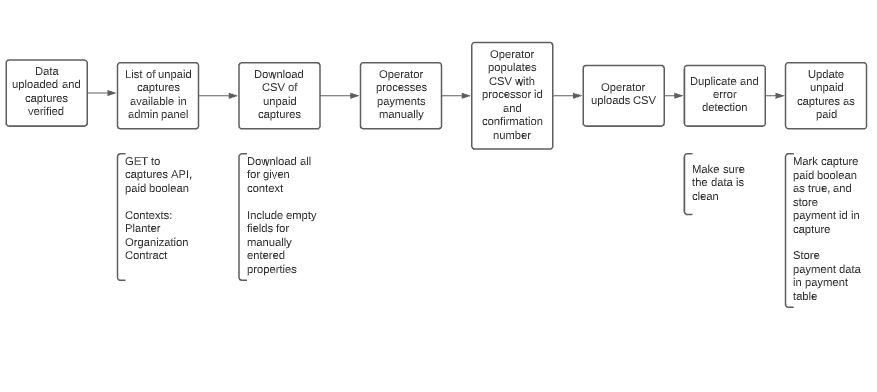 Data
uploaded and
captures
verified
List of unpaid
captures
available in
admin panel
Download
CSV of
unpaid
captures
Operator
processes
payments
manually
Operator
populates
CSV with
processor id
and
confirmation
number
Operator
uploads CSV
Duplicate and
error
detection
Update
unpaid
captures as
paid
GET to
captures API,
paid boolean
Contexts:
Planter
Organization
Contract
Download all
for given
context
Include empty
fields for
manually
entered
properties
Make sure
the data is
clean
Mark capture
paid boolean
as true, and
store
payment id in
capture
Store
payment data
in payment
table